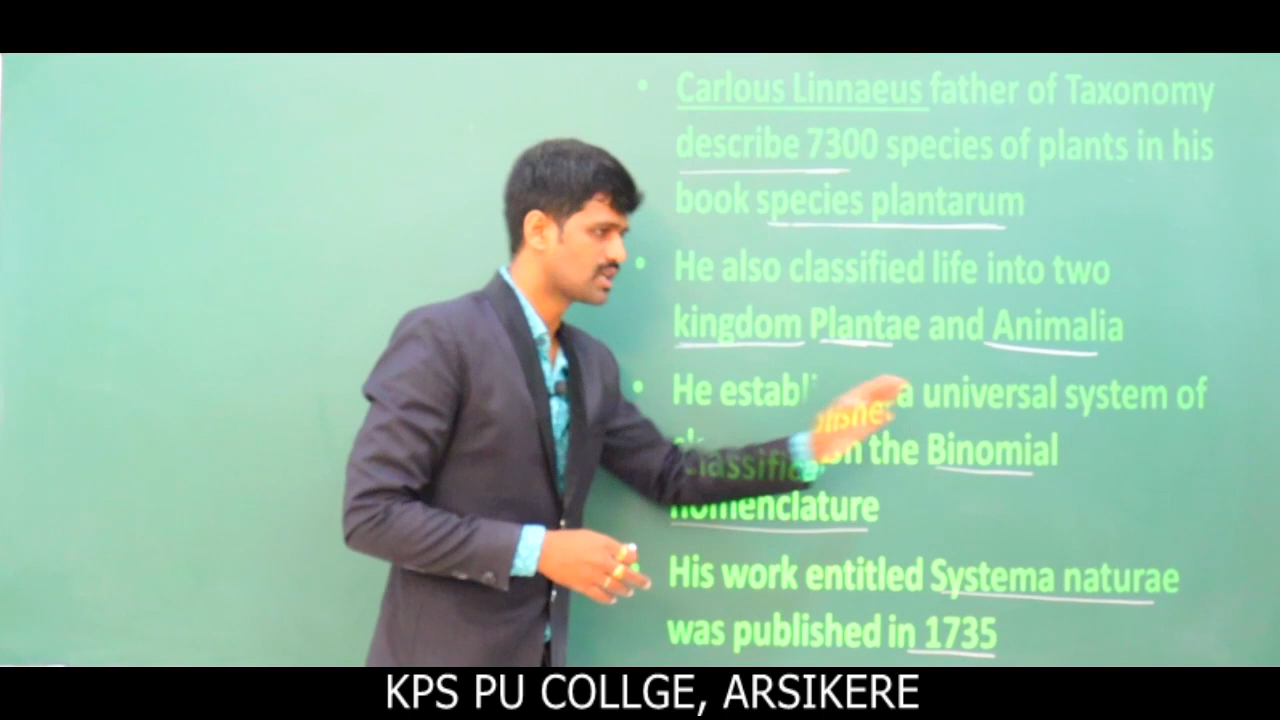 • Carlous Linnaeus father of Taxonomy
describe 7300 species of plants in his
book species plantarum
• He also classified life into two
kingdom Plantae and Animalia
• He established a universal system of
classification the Binomial
nomenclature
His work entitled Systema naturae
was published in 1735
KPS PU COLLGE, ARSIKERE